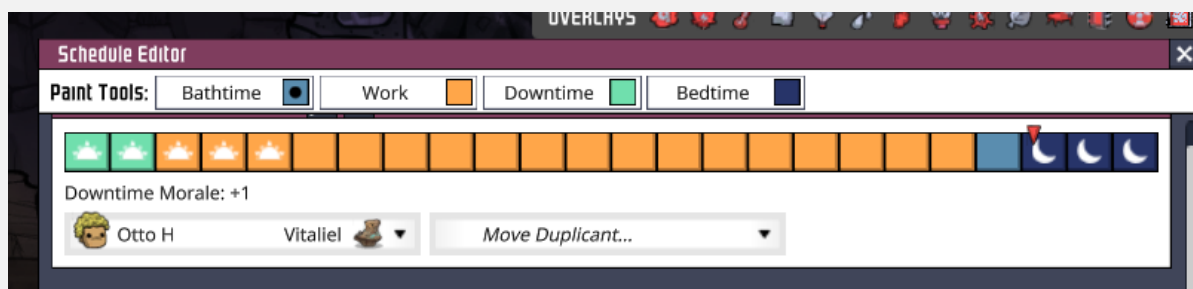 OVERLAYS
Schedule Editor
Paint Tools: Bathtime Work Downtime Bedtime
Downtime Morale: +1
Otto H Vitaliel Move Duplicant...